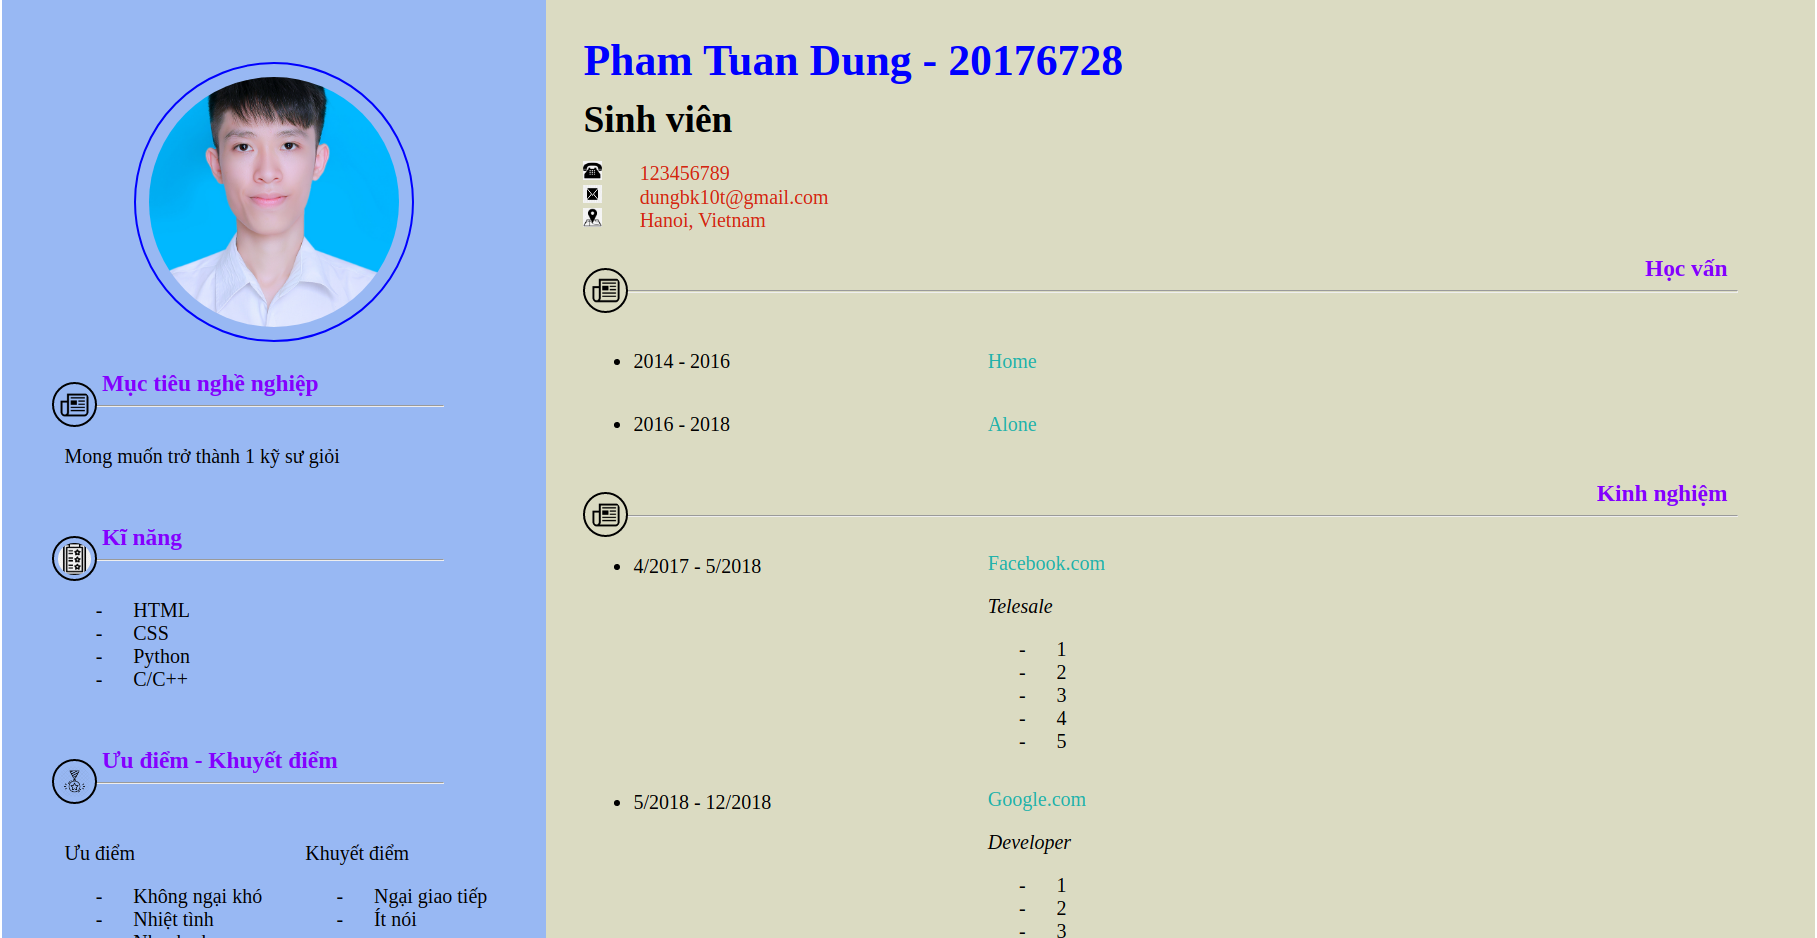 Mục tiêu nghề nghiệp
Mong muốn trở thành 1 kỹ sư giỏi
Kĩ năng
- HTML
- CSS
- Python
- C/C++
Ưu điểm - Khuyết điểm
Ưu điểm
- Không ngại khó
- Nhiệt tình
Khuyết điểm
- Ngại giao tiếp
- Ít nói
Pham Tuan Dung - 20176728
Sinh viên
123456789
dungbk10t@gmail.com
Hanoi, Vietnam
Học vấn
• 2014 - 2016 Home
• 2016 - 2018 Alone
Kinh nghiệm
• 4/2017 - 5/2018 Facebook.com
Telesale
- 1
- 2
- 3
- 4
- 5
• 5/2018 - 12/2018 Google.com
Developer
- 1
- 2
- 3